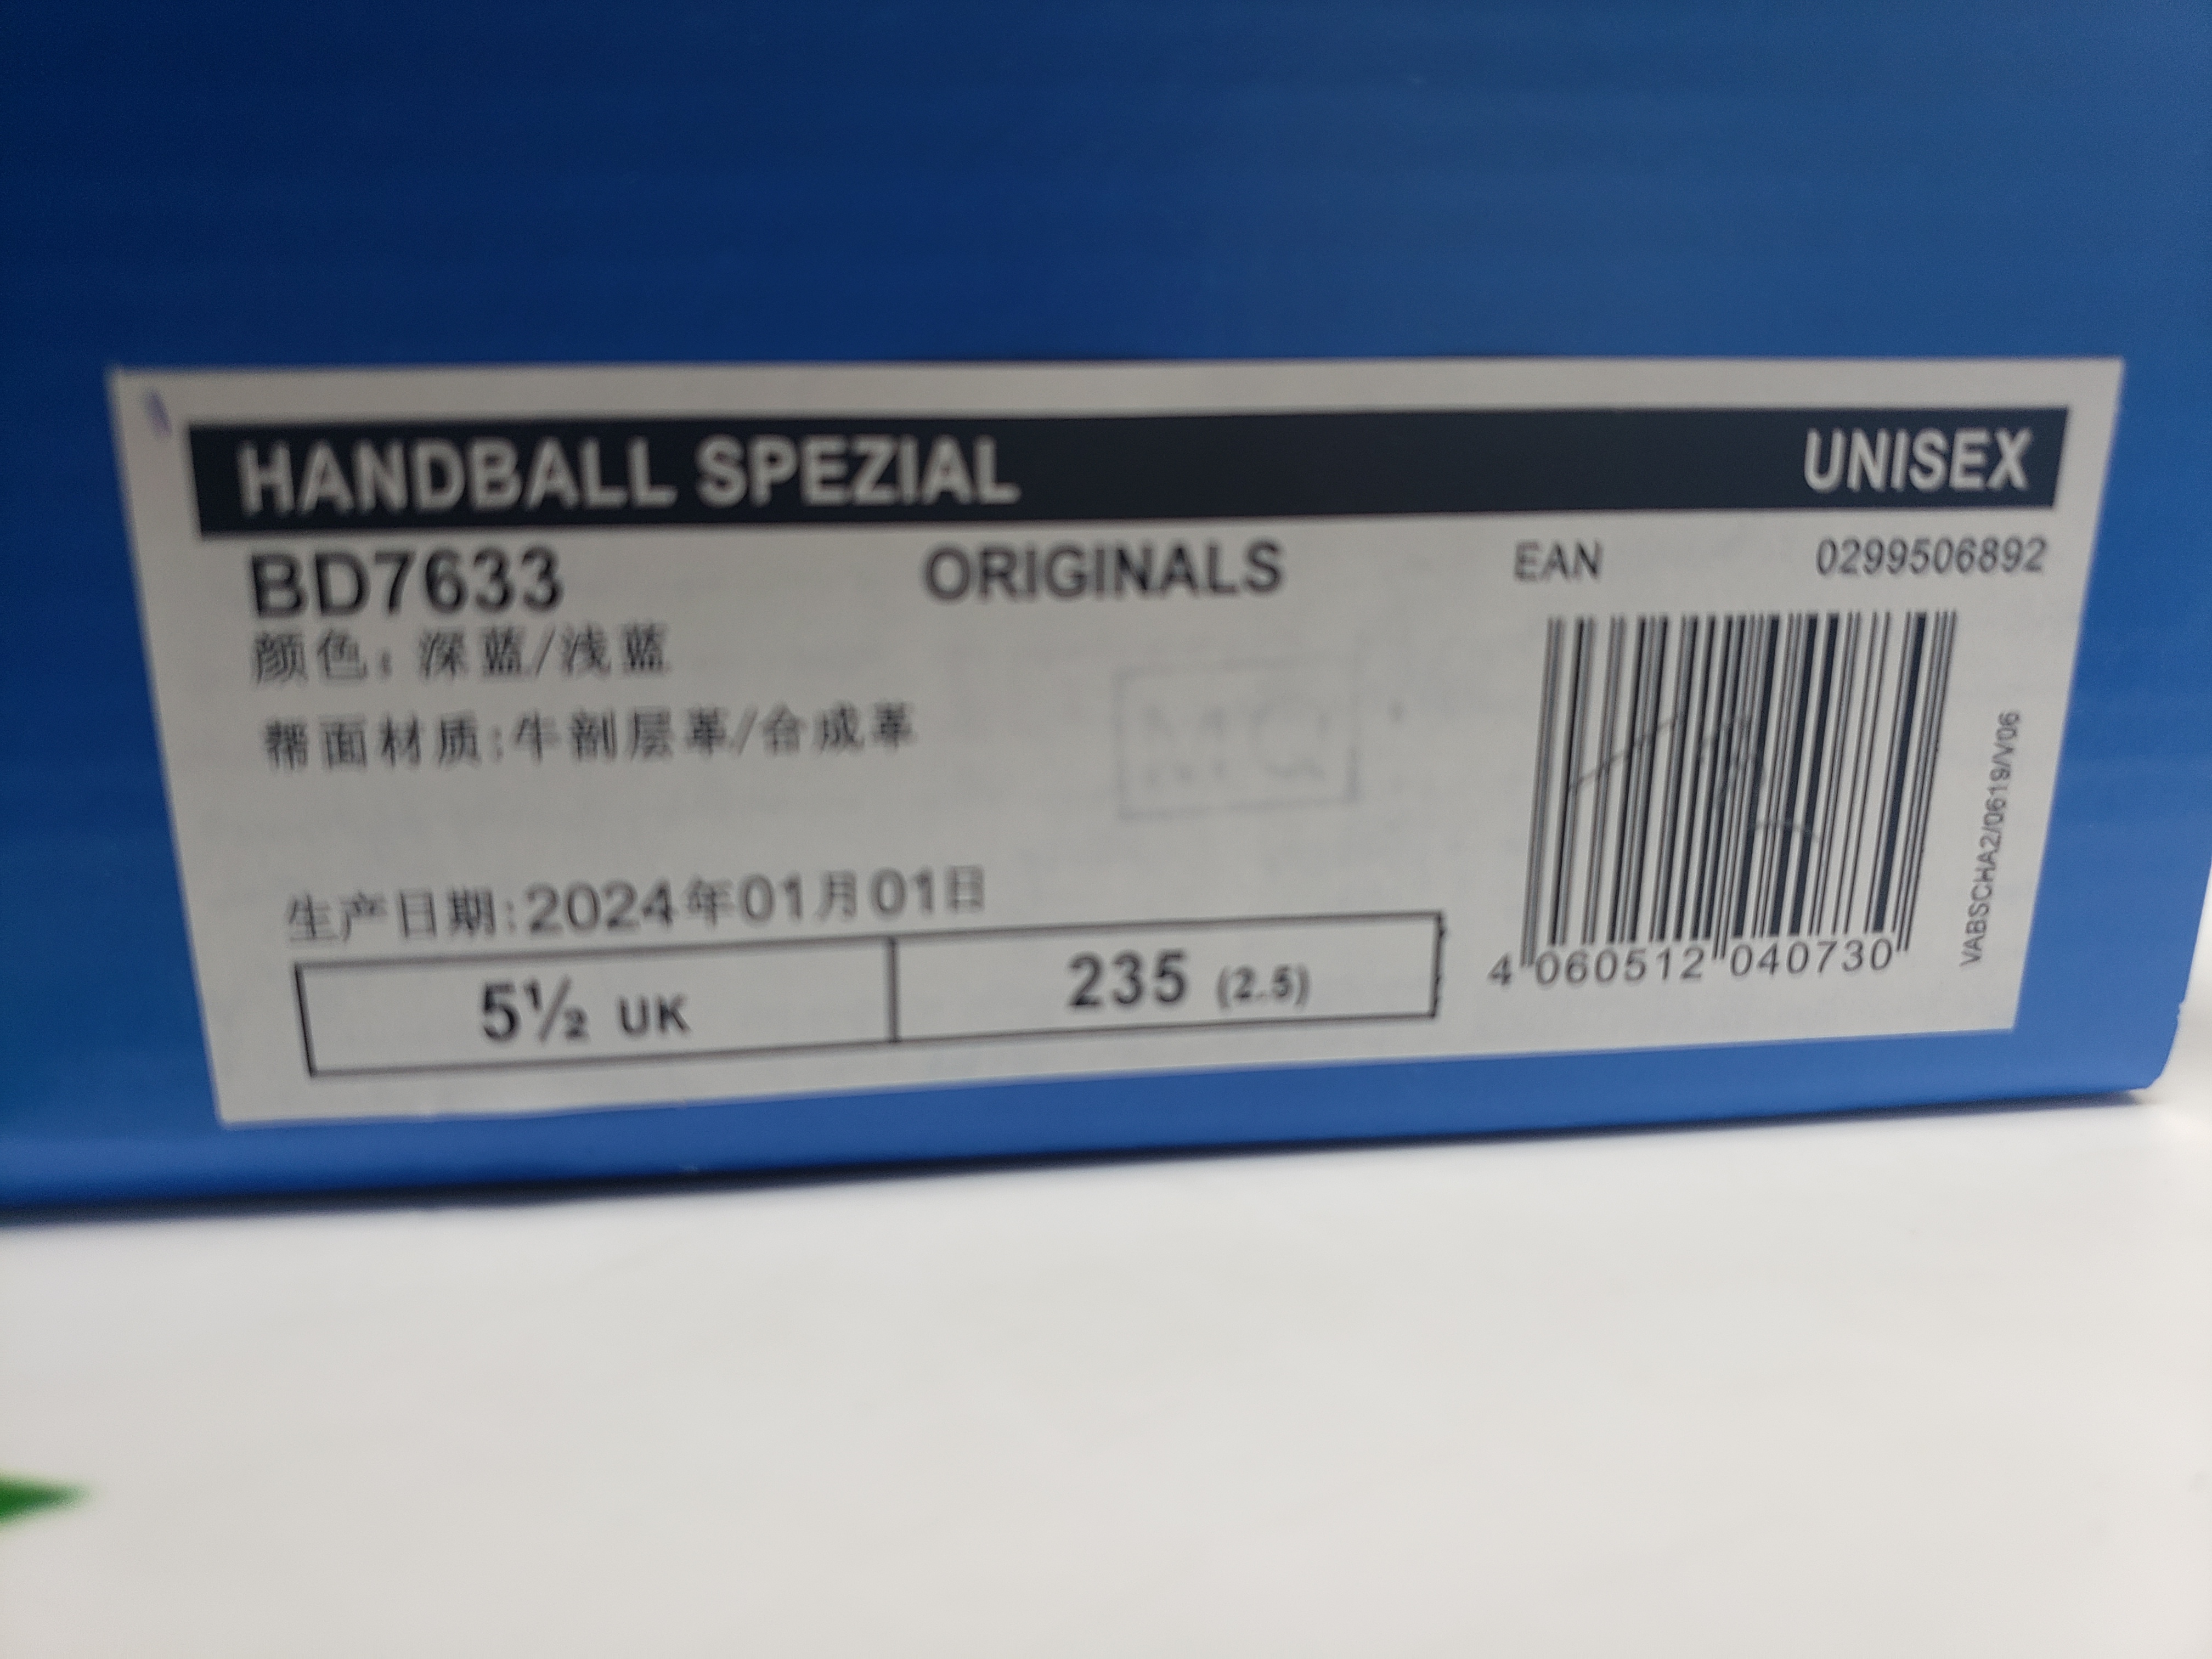 HANDBALL SPEZIAL UNISEX
BD7633 ORIGINALS EAN 0299506892
颜色：深蓝/浅蓝
帮面材质:牛剖层革/合成革
生产日期:2024年01月01日
5½ UK 235 (2.5)
4 060512 040730
VABSCHA2/0619/V06